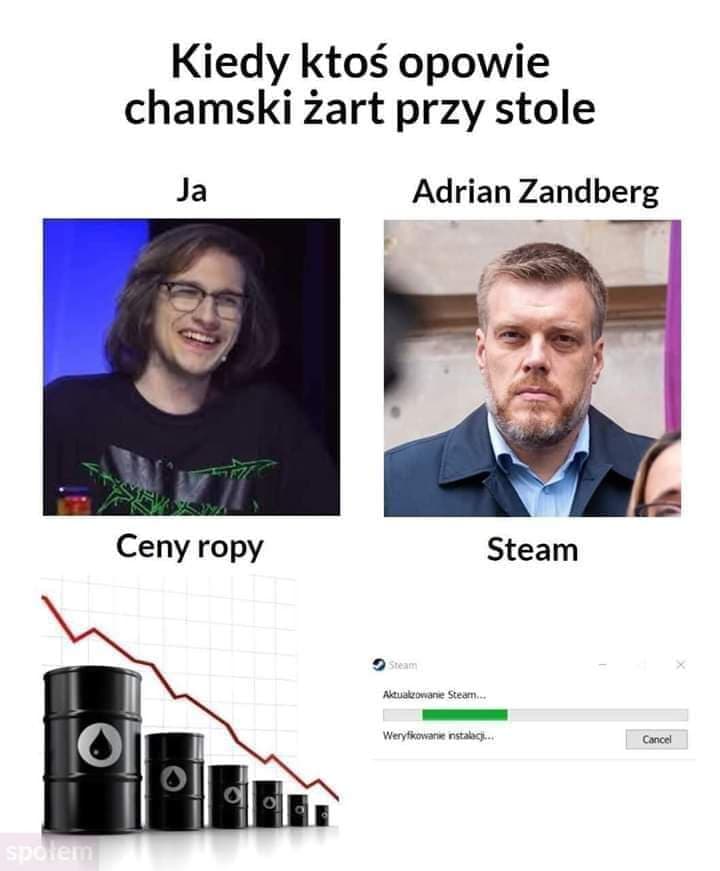 Kiedy ktoś opowie
chamski żart przy stole
Ja
Adrian Zandberg
Ceny ropy
Steam
Steam
Aktualizowanie Steam...
Weryfikowanie instalacji...
Cancel
społem